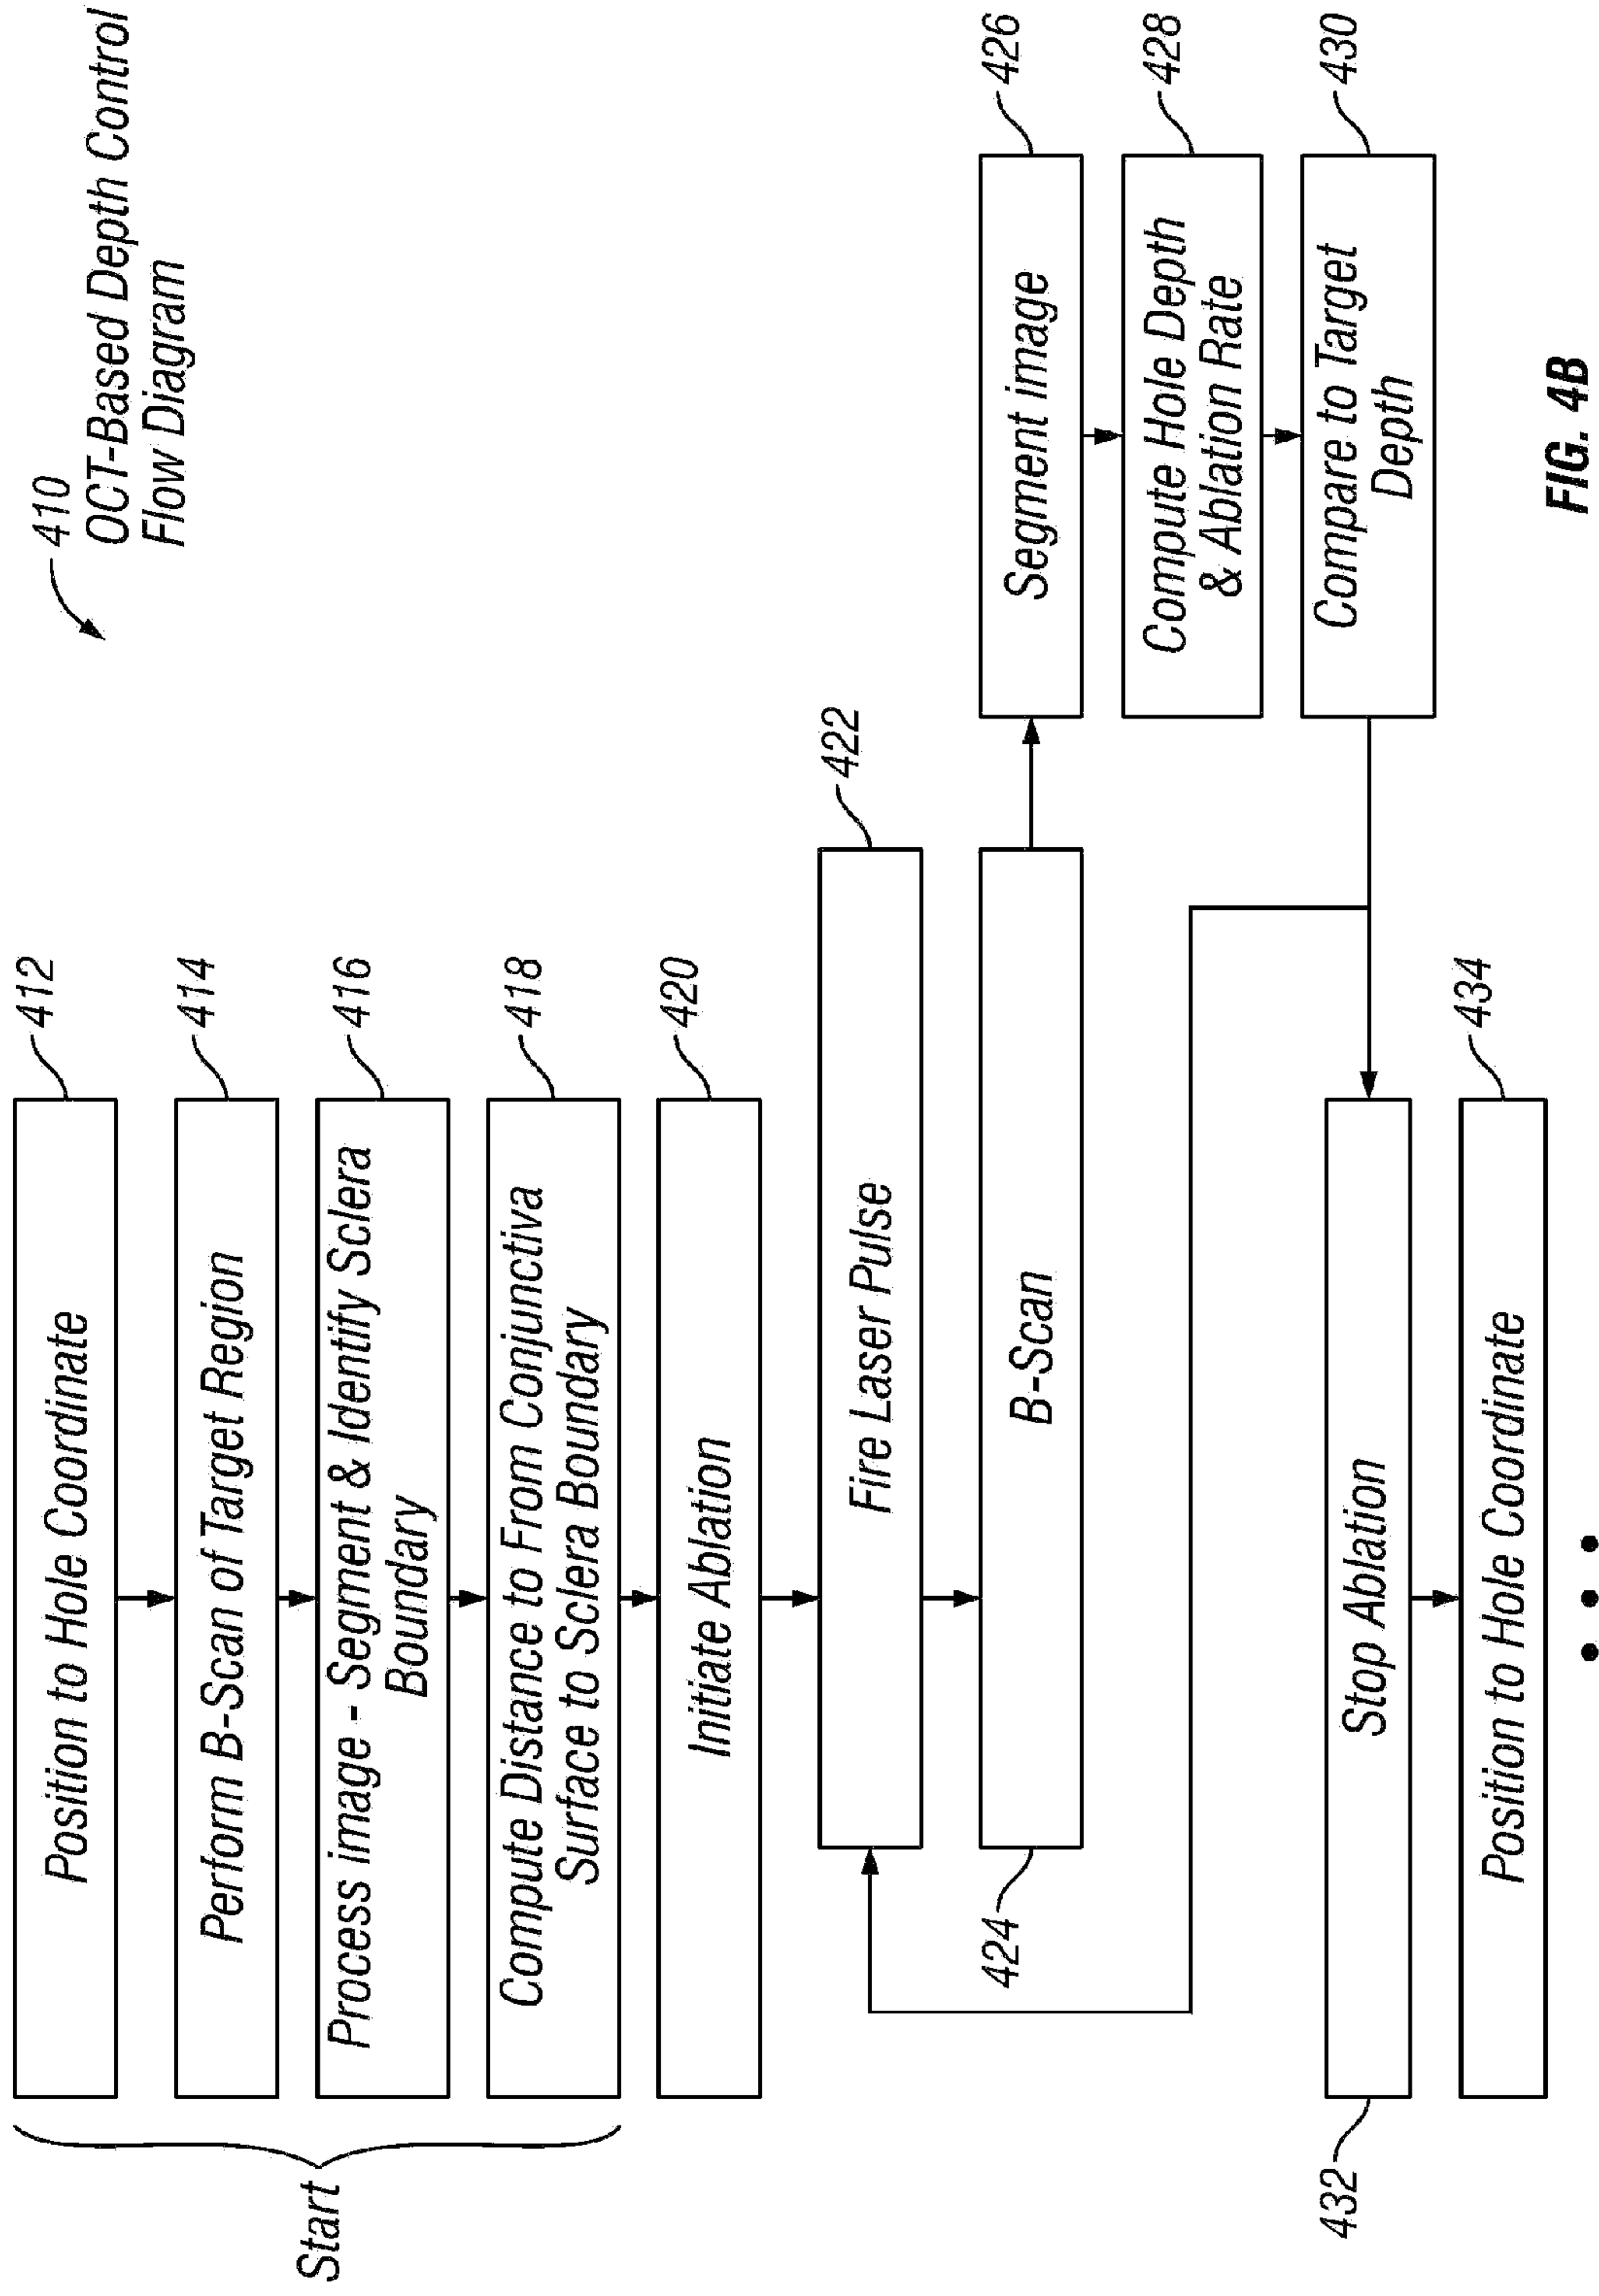 410
OCT-Based Depth Control
Flow Diagram
Start
Position to Hole Coordinate
412
Perform B-Scan of Target Region
414
Process image - Segment & Identify Sclera
Boundary
416
Compute Distance to From Conjunctiva
Surface to Sclera Boundary
418
Initiate Ablation
420
Fire Laser Pulse
422
B-Scan
424
Segment image
426
Compute Hole Depth
& Ablation Rate
428
Compare to Target
Depth
430
Stop Ablation
432
Position to Hole Coordinate
434
FIG. 4B